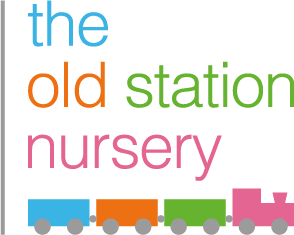 the
old station
nursery